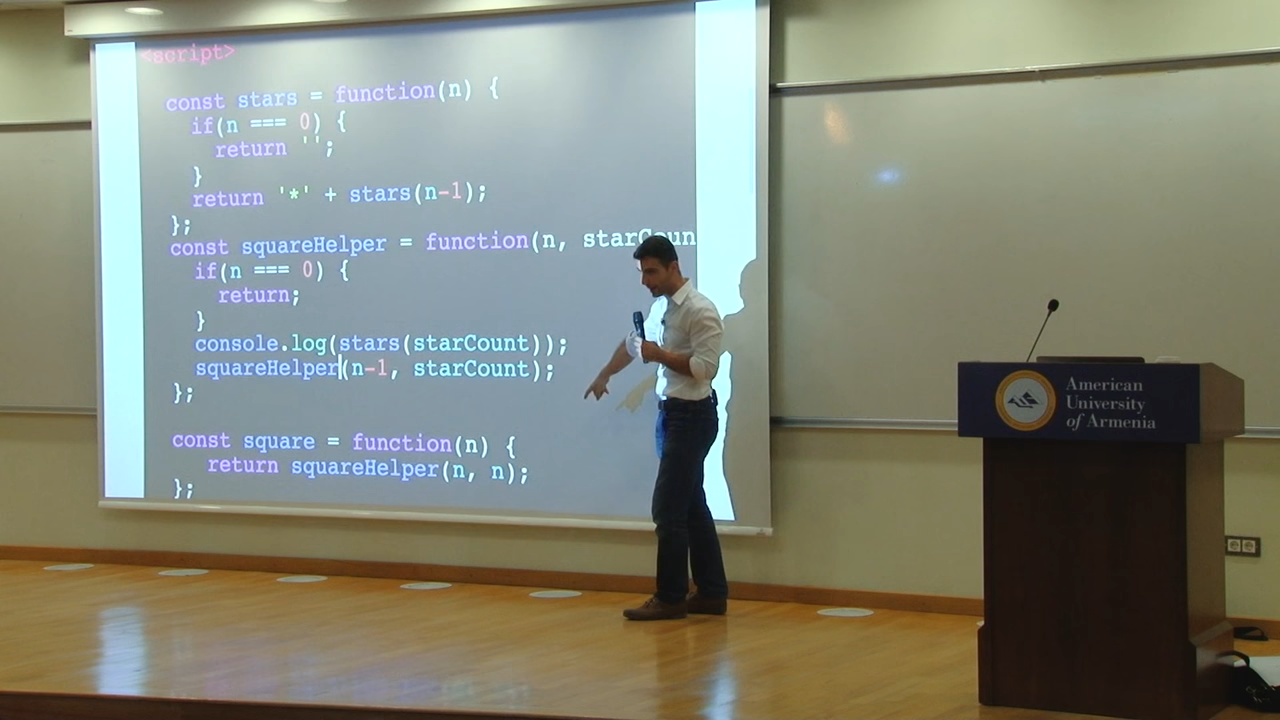 <script>
const stars = function(n) {
if(n === 0) {
return '';
}
return '*' + stars(n-1);
};
const squareHelper = function(n, starCoun
if(n === 0) {
return;
}
console.log(stars(starCount));
squareHelper(n-1, starCount);
};
const square = function(n) {
return squareHelper(n, n);
};
American
University
of Armenia